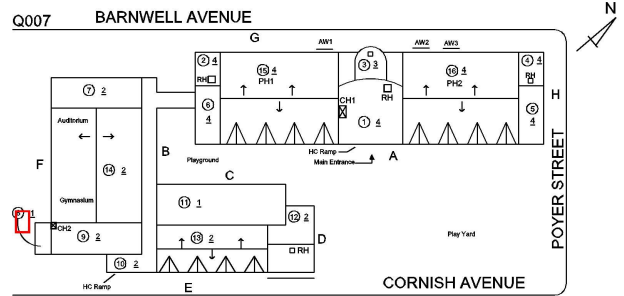 Q007 BARNWELL AVENUE
N
G
AW1 AW2 AW3
2 4
3 3
4 4
RH
15 4
PH1
16 4
PH2
RH
RH
7 2
6
4
CH1
1 4
5
4
H
Auditorium
F
B
14 2
Playground
HC Ramp
Main Entrance
A
C
Gymnasium
11 1
8 1
CH2
9 2
12 2
13 2
D
RH
Play Yard
POYER STREET
10 2
HC Ramp
E
CORNISH AVENUE